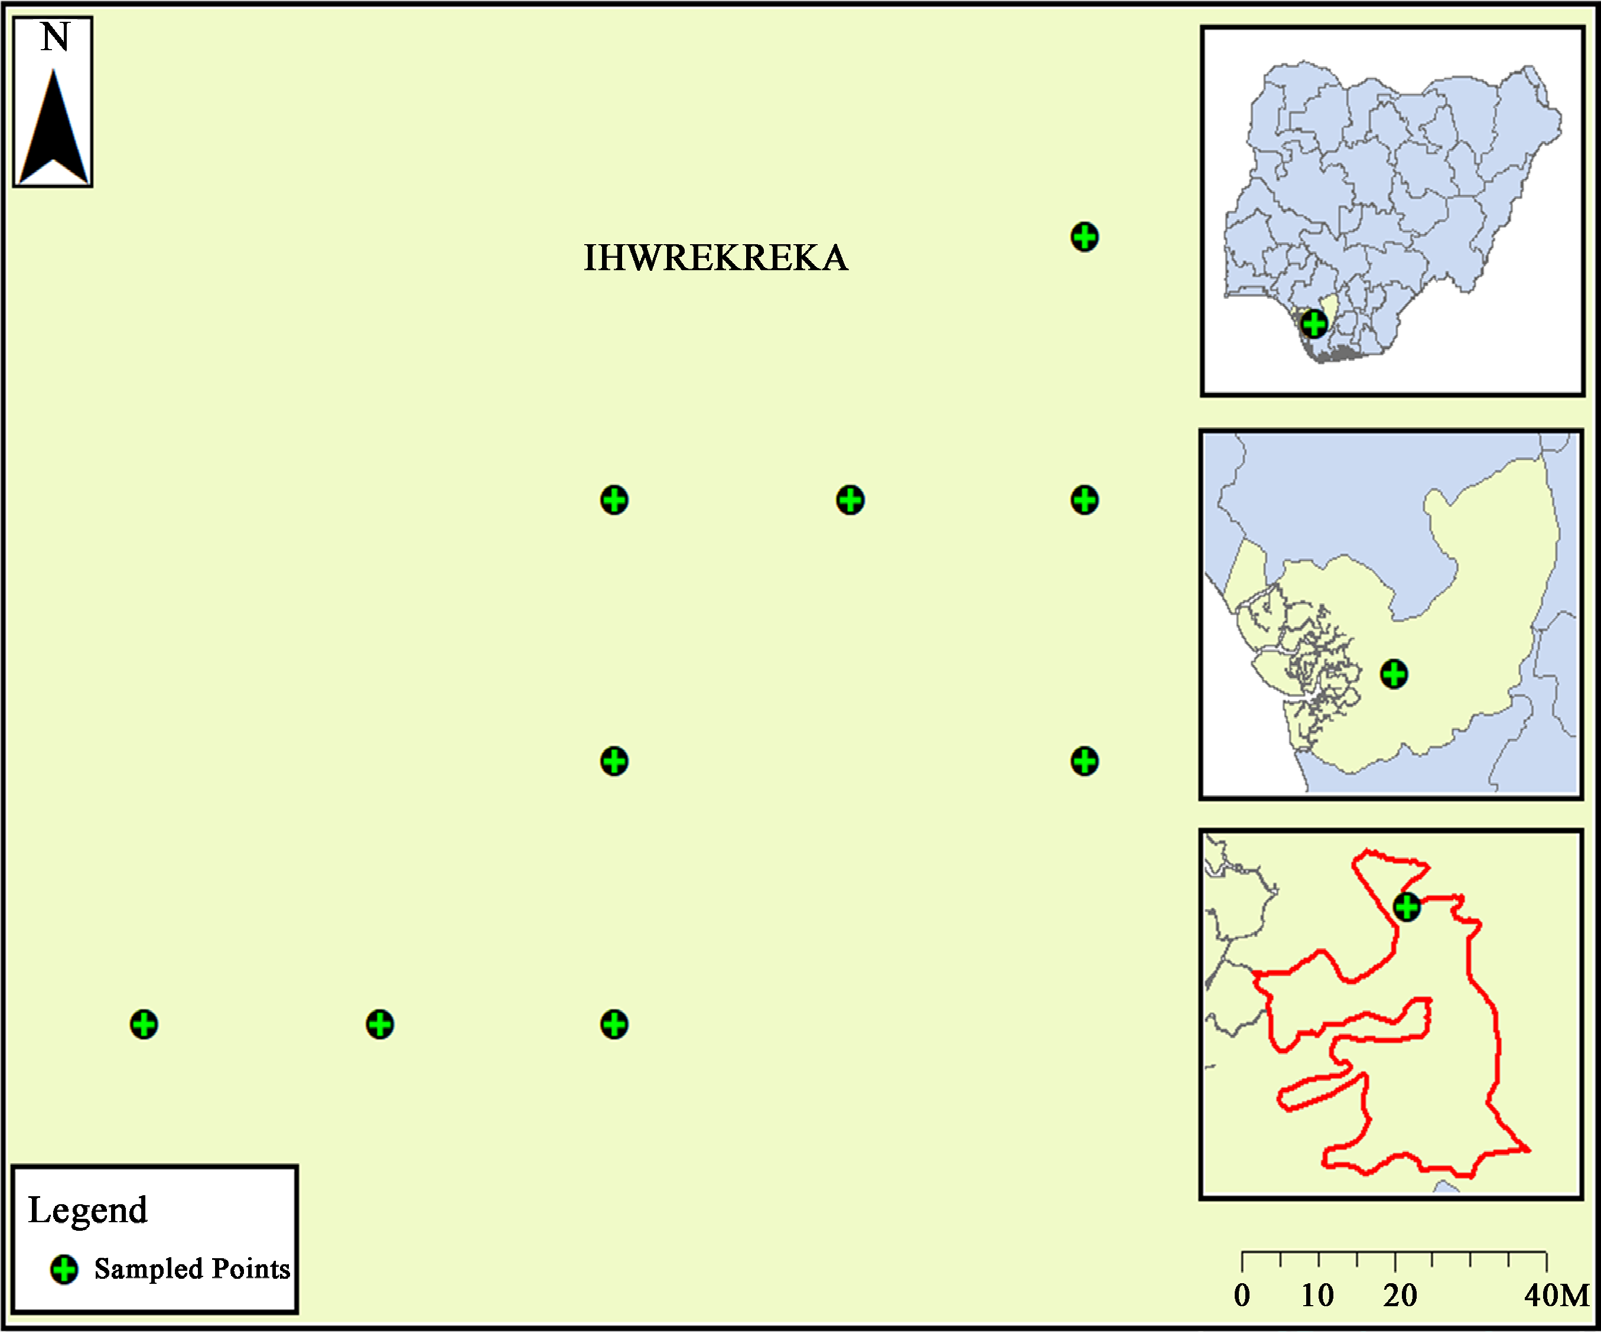 N
IHWREKREKA
Legend
Sampled Points
0 10 20 40M